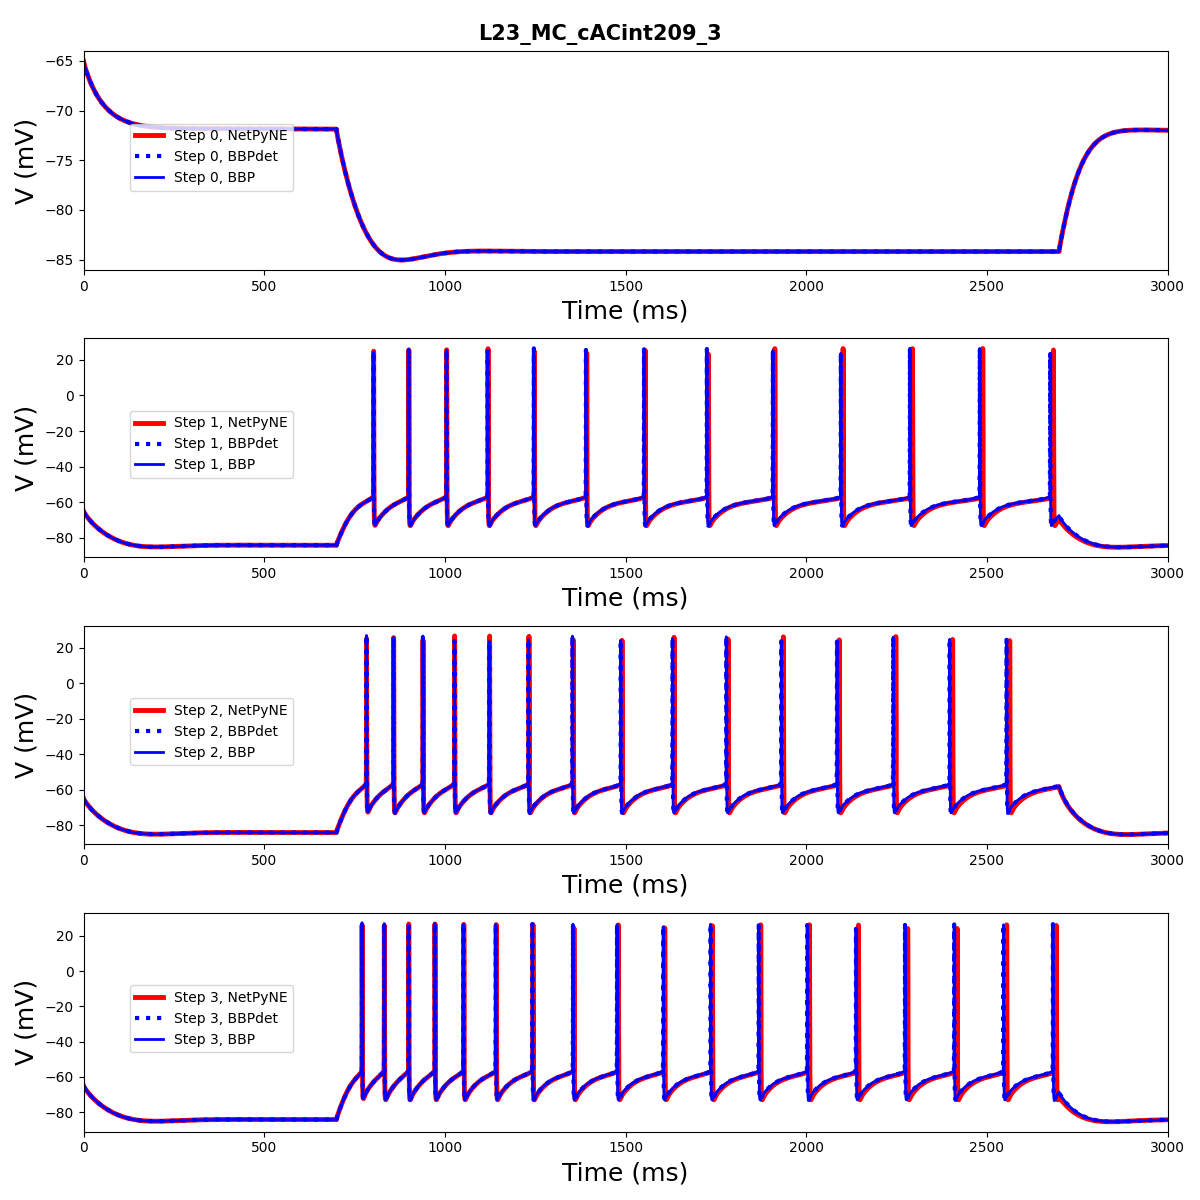 L23_MC_cACint209_3
−65
−70
−75
−80
−85
V (mV)
Step 0, NetPyNE
Step 0, BBPdet
Step 0, BBP
0 500 1000 1500 2000 2500 3000
Time (ms)
20
0
−20
−40
−60
−80
V (mV)
Step 1, NetPyNE
Step 1, BBPdet
Step 1, BBP
0 500 1000 1500 2000 2500 3000
Time (ms)
20
0
−20
−40
−60
−80
V (mV)
Step 2, NetPyNE
Step 2, BBPdet
Step 2, BBP
0 500 1000 1500 2000 2500 3000
Time (ms)
20
0
−20
−40
−60
−80
V (mV)
Step 3, NetPyNE
Step 3, BBPdet
Step 3, BBP
0 500 1000 1500 2000 2500 3000
Time (ms)